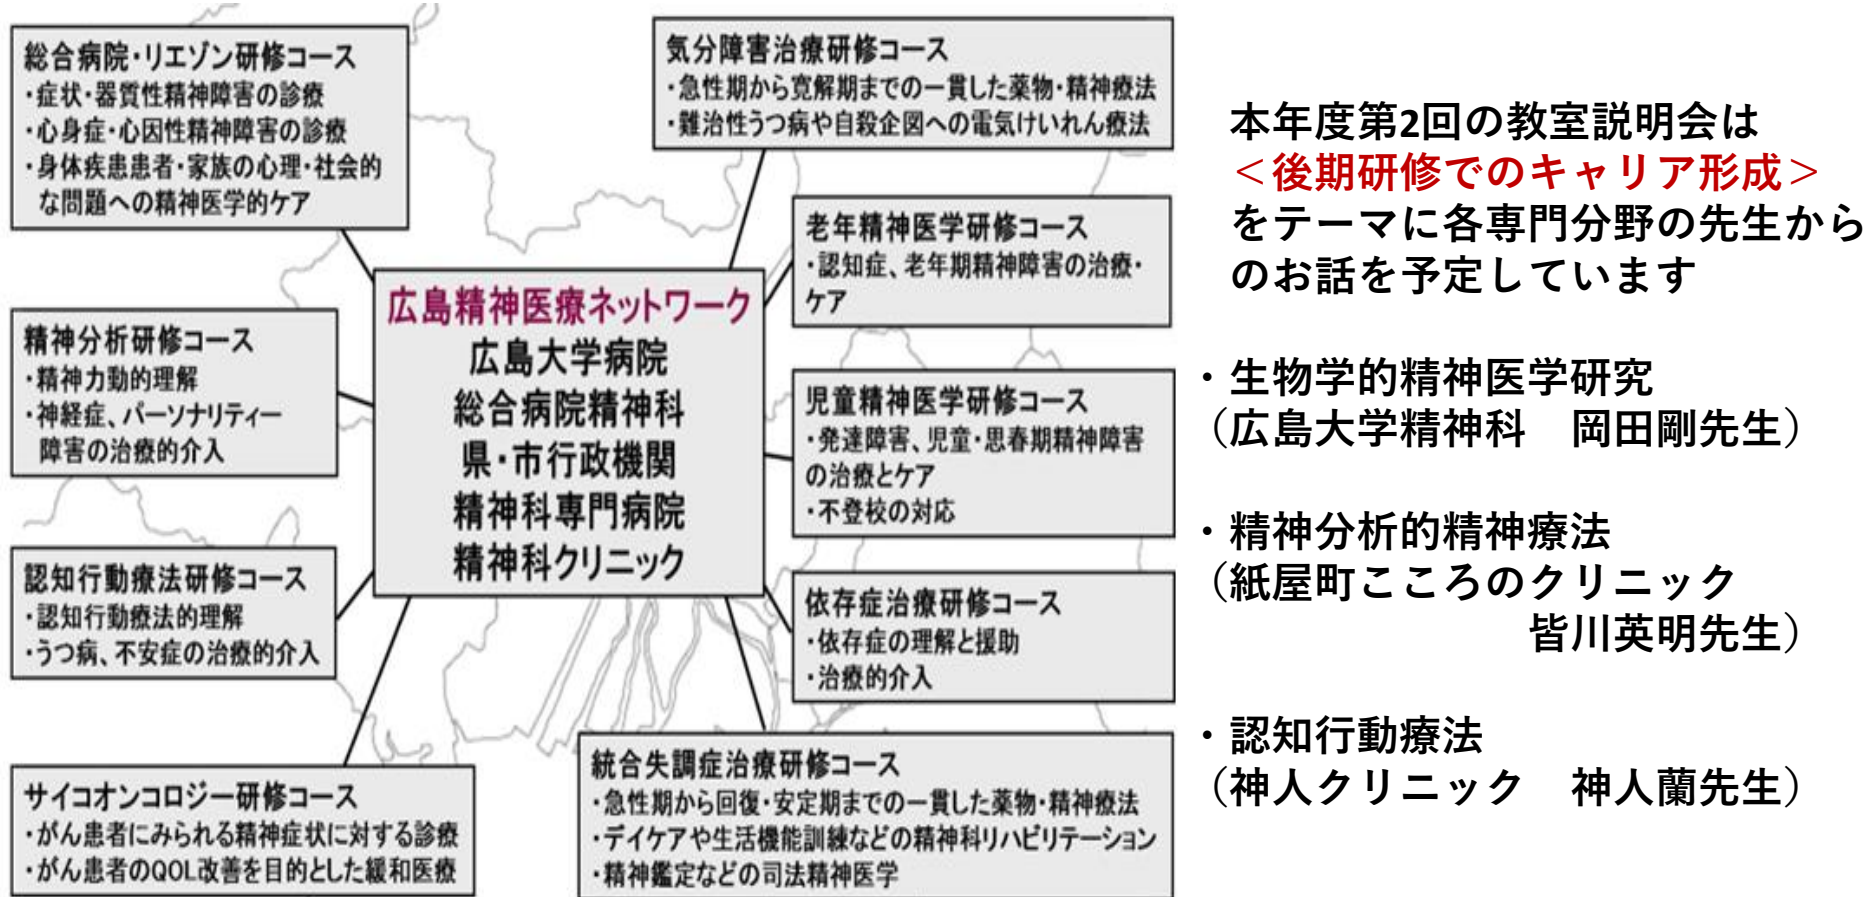 総合病院・リエゾン研修コース
・症状・器質性精神障害の診療
・心身症・心因性精神障害の診療
・身体疾患患者・家族の心理・社会的
な問題への精神医学的ケア
気分障害治療研修コース
・急性期から寛解期までの一貫した薬物・精神療法
・難治性うつ病や自殺企図への電気けいれん療法
老年精神医学研修コース
・認知症、老年期精神障害の治療・
ケア
精神分析研修コース
・精神力動的理解
・神経症、パーソナリティー
障害の治療的介入
広島精神医療ネットワーク
広島大学病院
総合病院精神科
県・市行政機関
精神科専門病院
精神科クリニック
児童精神医学研修コース
・発達障害、児童・思春期精神障害
の治療とケア
・不登校の対応
認知行動療法研修コース
・認知行動療法的理解
・うつ病、不安症の治療的介入
依存症治療研修コース
・依存症の理解と援助
・治療的介入
サイコオンコロジー研修コース
・がん患者にみられる精神症状に対する診療
・がん患者のQOL改善を目的とした緩和医療
統合失調症治療研修コース
・急性期から回復・安定期までの一貫した薬物・精神療法
・デイケアや生活機能訓練などの精神科リハビリテーション
・精神鑑定などの司法精神医学
本年度第2回の教室説明会は
＜後期研修でのキャリア形成＞
をテーマに各専門分野の先生から
のお話を予定しています
・生物学的精神医学研究
（広島大学精神科　岡田剛先生）
・精神分析的精神療法
（紙屋町こころのクリニック
皆川英明先生）
・認知行動療法
（神人クリニック　神人蘭先生）